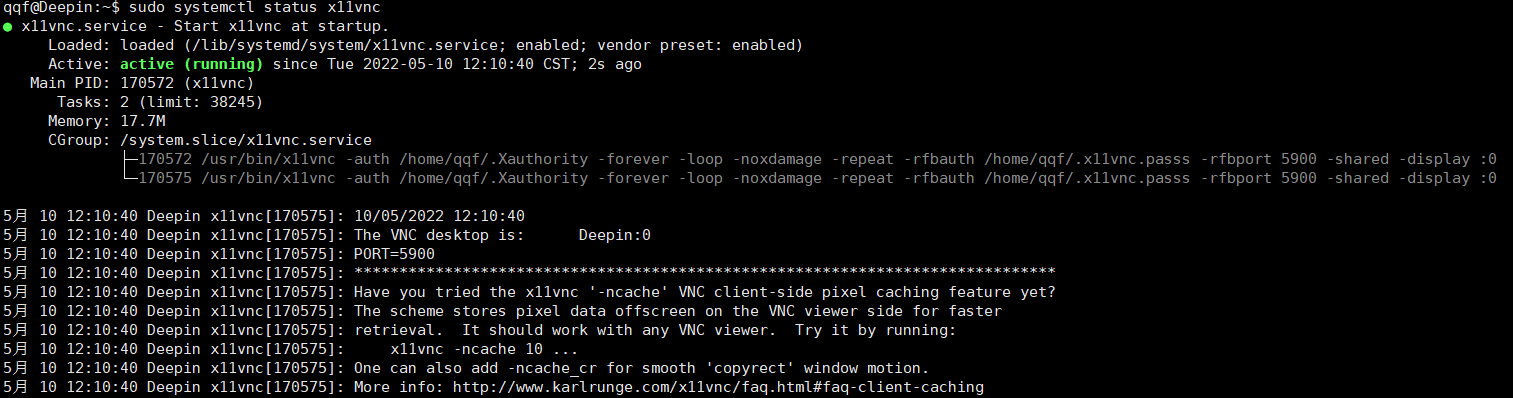 qqf@Deepin:~$ sudo systemctl status x11vnc
● x11vnc.service - Start x11vnc at startup.
Loaded: loaded (/lib/systemd/system/x11vnc.service; enabled; vendor preset: enabled)
Active: active (running) since Tue 2022-05-10 12:10:40 CST; 2s ago
Main PID: 170572 (x11vnc)
Tasks: 2 (limit: 38245)
Memory: 17.7M
CGroup: /system.slice/x11vnc.service
├─170572 /usr/bin/x11vnc -auth /home/qqf/.Xauthority -forever -loop -noxdamage -repeat -rfbauth /home/qqf/.x11vnc.passs -rfbport 5900 -shared -display :0
└─170575 /usr/bin/x11vnc -auth /home/qqf/.Xauthority -forever -loop -noxdamage -repeat -rfbauth /home/qqf/.x11vnc.passs -rfbport 5900 -shared -display :0
5月 10 12:10:40 Deepin x11vnc[170575]: 10/05/2022 12:10:40
5月 10 12:10:40 Deepin x11vnc[170575]: The VNC desktop is:      Deepin:0
5月 10 12:10:40 Deepin x11vnc[170575]: PORT=5900
5月 10 12:10:40 Deepin x11vnc[170575]: ******************************************************************************
5月 10 12:10:40 Deepin x11vnc[170575]: Have you tried the x11vnc '-ncache' VNC client-side pixel caching feature yet?
5月 10 12:10:40 Deepin x11vnc[170575]: The scheme stores pixel data offscreen on the VNC viewer side for faster
5月 10 12:10:40 Deepin x11vnc[170575]: retrieval.  It should work with any VNC viewer.  Try it by running:
5月 10 12:10:40 Deepin x11vnc[170575]:     x11vnc -ncache 10 ...
5月 10 12:10:40 Deepin x11vnc[170575]: One can also add -ncache_cr for smooth 'copyrect' window motion.
5月 10 12:10:40 Deepin x11vnc[170575]: More info: http://www.karlrunge.com/x11vnc/faq.html#faq-client-caching